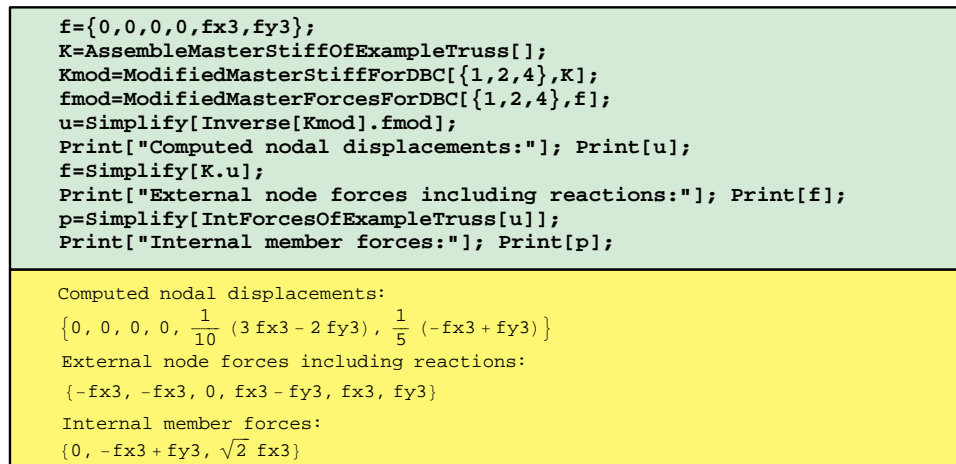 f={0,0,0,0,fx3,fy3};
K=AssembleMasterStiffOfExampleTruss[];
Kmod=ModifiedMasterStiffForDBC[{1,2,4},K];
fmod=ModifiedMasterForcesForDBC[{1,2,4},f];
u=Simplify[Inverse[Kmod].fmod];
Print["Computed nodal displacements:"]; Print[u];
f=Simplify[K.u];
Print["External node forces including reactions:"]; Print[f];
p=Simplify[IntForcesOfExampleTruss[u]];
Print["Internal member forces:"]; Print[p];
Computed nodal displacements:
{0, 0, 0, 0, 1/10 (3 fx3 - 2 fy3), 1/5 (-fx3 + fy3)}
External node forces including reactions:
{-fx3, -fx3, 0, fx3 - fy3, fx3, fy3}
Internal member forces:
{0, -fx3 + fy3, √2 fx3}